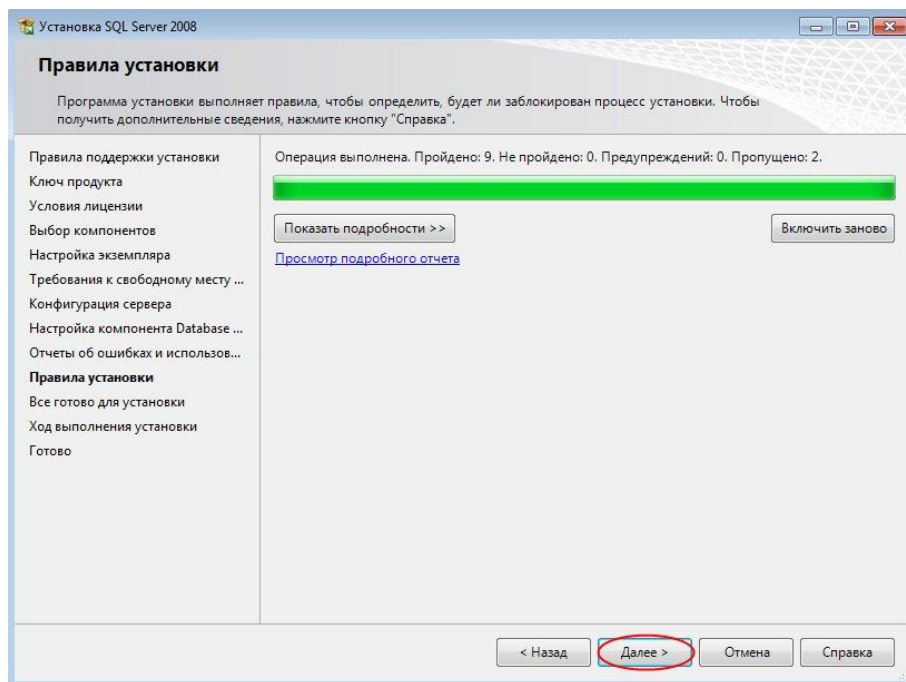 Установка SQL Server 2008
Правила установки
Программа установки выполняет правила, чтобы определить, будет ли заблокирован процесс установки. Чтобы
получить дополнительные сведения, нажмите кнопку "Справка".
Правила поддержки установки
Ключ продукта
Условия лицензии
Выбор компонентов
Настройка экземпляра
Требования к свободному месту ...
Конфигурация сервера
Настройка компонента Database ...
Отчеты об ошибках и использов...
Правила установки
Все готово для установки
Ход выполнения установки
Готово
Операция выполнена. Пройдено: 9. Не пройдено: 0. Предупреждений: 0. Пропущено: 2.
Показать подробности >>
Включить заново
Просмотр подробного отчета
< Назад
Далее >
Отмена
Справка